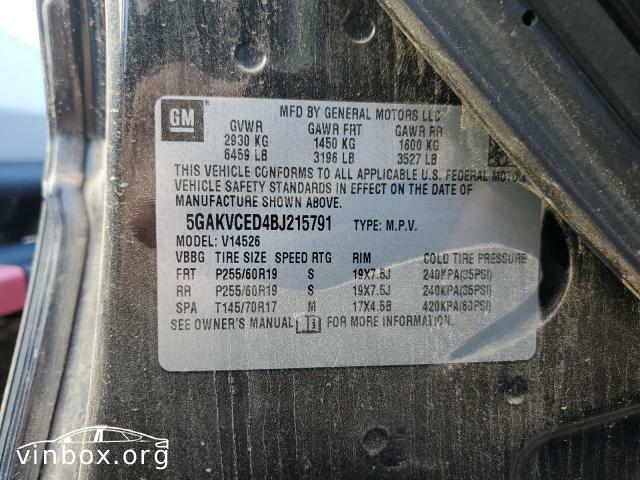 GM
MFD BY GENERAL MOTORS LLC
GVWR GAWR FRT GAWR RR
2930 KG 1450 KG 1600 KG
6459 LB 3196 LB 3527 LB
THIS VEHICLE CONFORMS TO ALL APPLICABLE U.S. FEDERAL MOTOR
VEHICLE SAFETY STANDARDS IN EFFECT ON THE DATE OF
MANUFACTURE SHOWN ABOVE.
5GAKVCED4BJ215791 TYPE: M.P.V.
MODEL: V14526
VBBG TIRE SIZE SPEED RTG RIM COLD TIRE PRESSURE
FRT P255/60R19 S 19X7.5J 240KPA(35PSI)
RR P255/60R19 S 19X7.5J 240KPA(35PSI)
SPA T145/70R17 M 17X4.5B 420KPA(60PSI)
SEE OWNER'S MANUAL FOR MORE INFORMATION.
vinbox.org